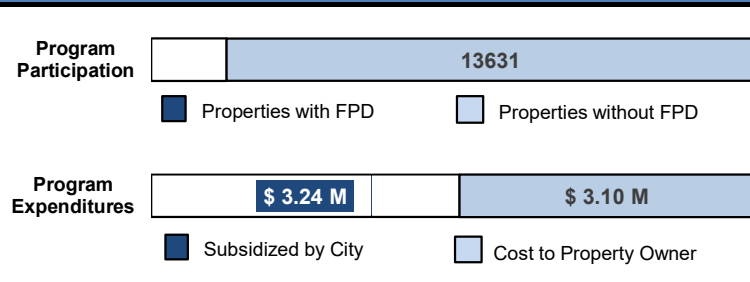 Program
Participation
13631
Properties with FPD
Properties without FPD
Program
Expenditures
$ 3.24 M
$ 3.10 M
Subsidized by City
Cost to Property Owner